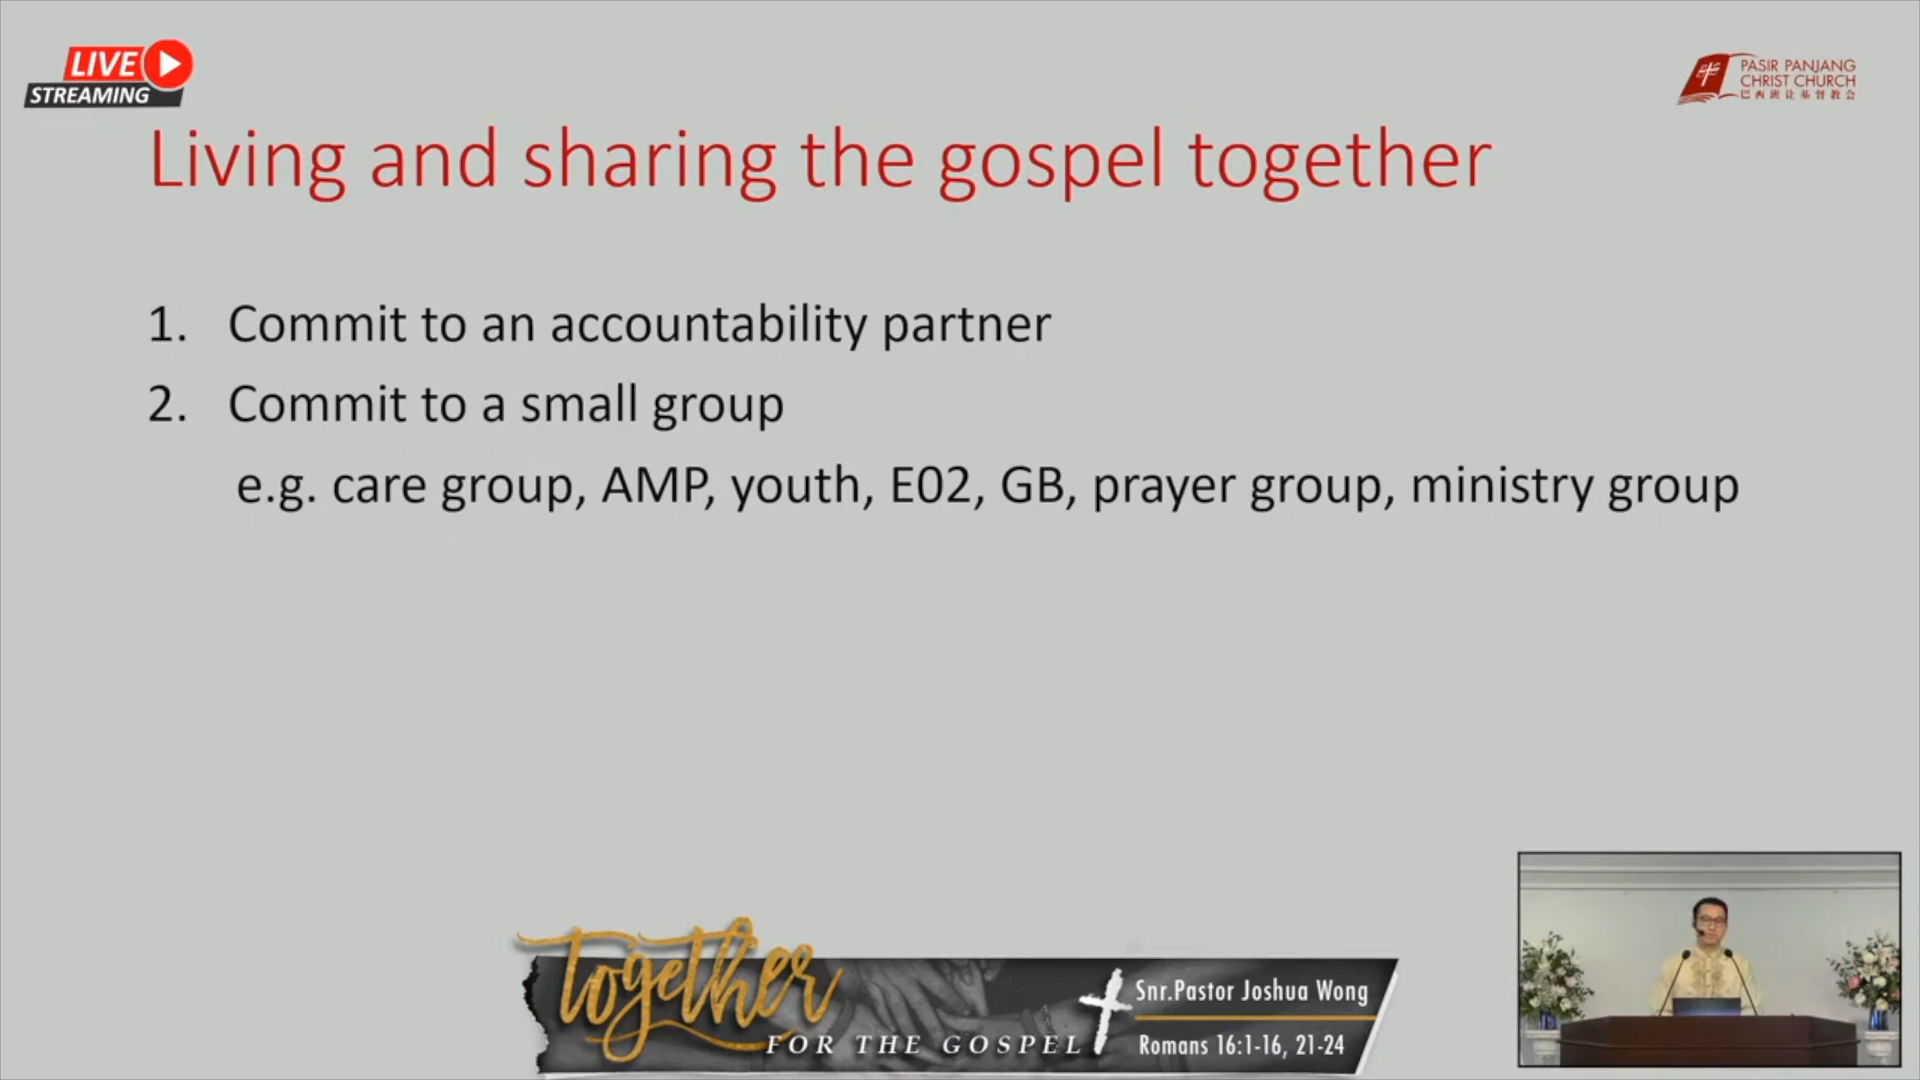 LIVE
STREAMING
PASIR PANJANG
CHRIST CHURCH
巴西班让基督教会
Living and sharing the gospel together
1. Commit to an accountability partner
2. Commit to a small group
e.g. care group, AMP, youth, E02, GB, prayer group, ministry group
together
FOR THE GOSPEL
Snr.Pastor Joshua Wong
Romans 16:1-16, 21-24